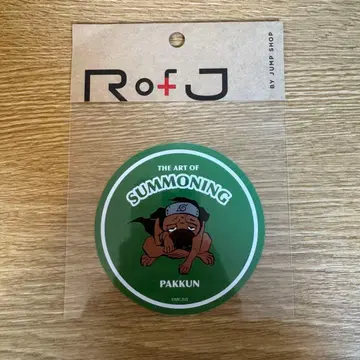 RofJ
BY JUMP SHOP
THE ART OF
SUMMONING
PAKKUN